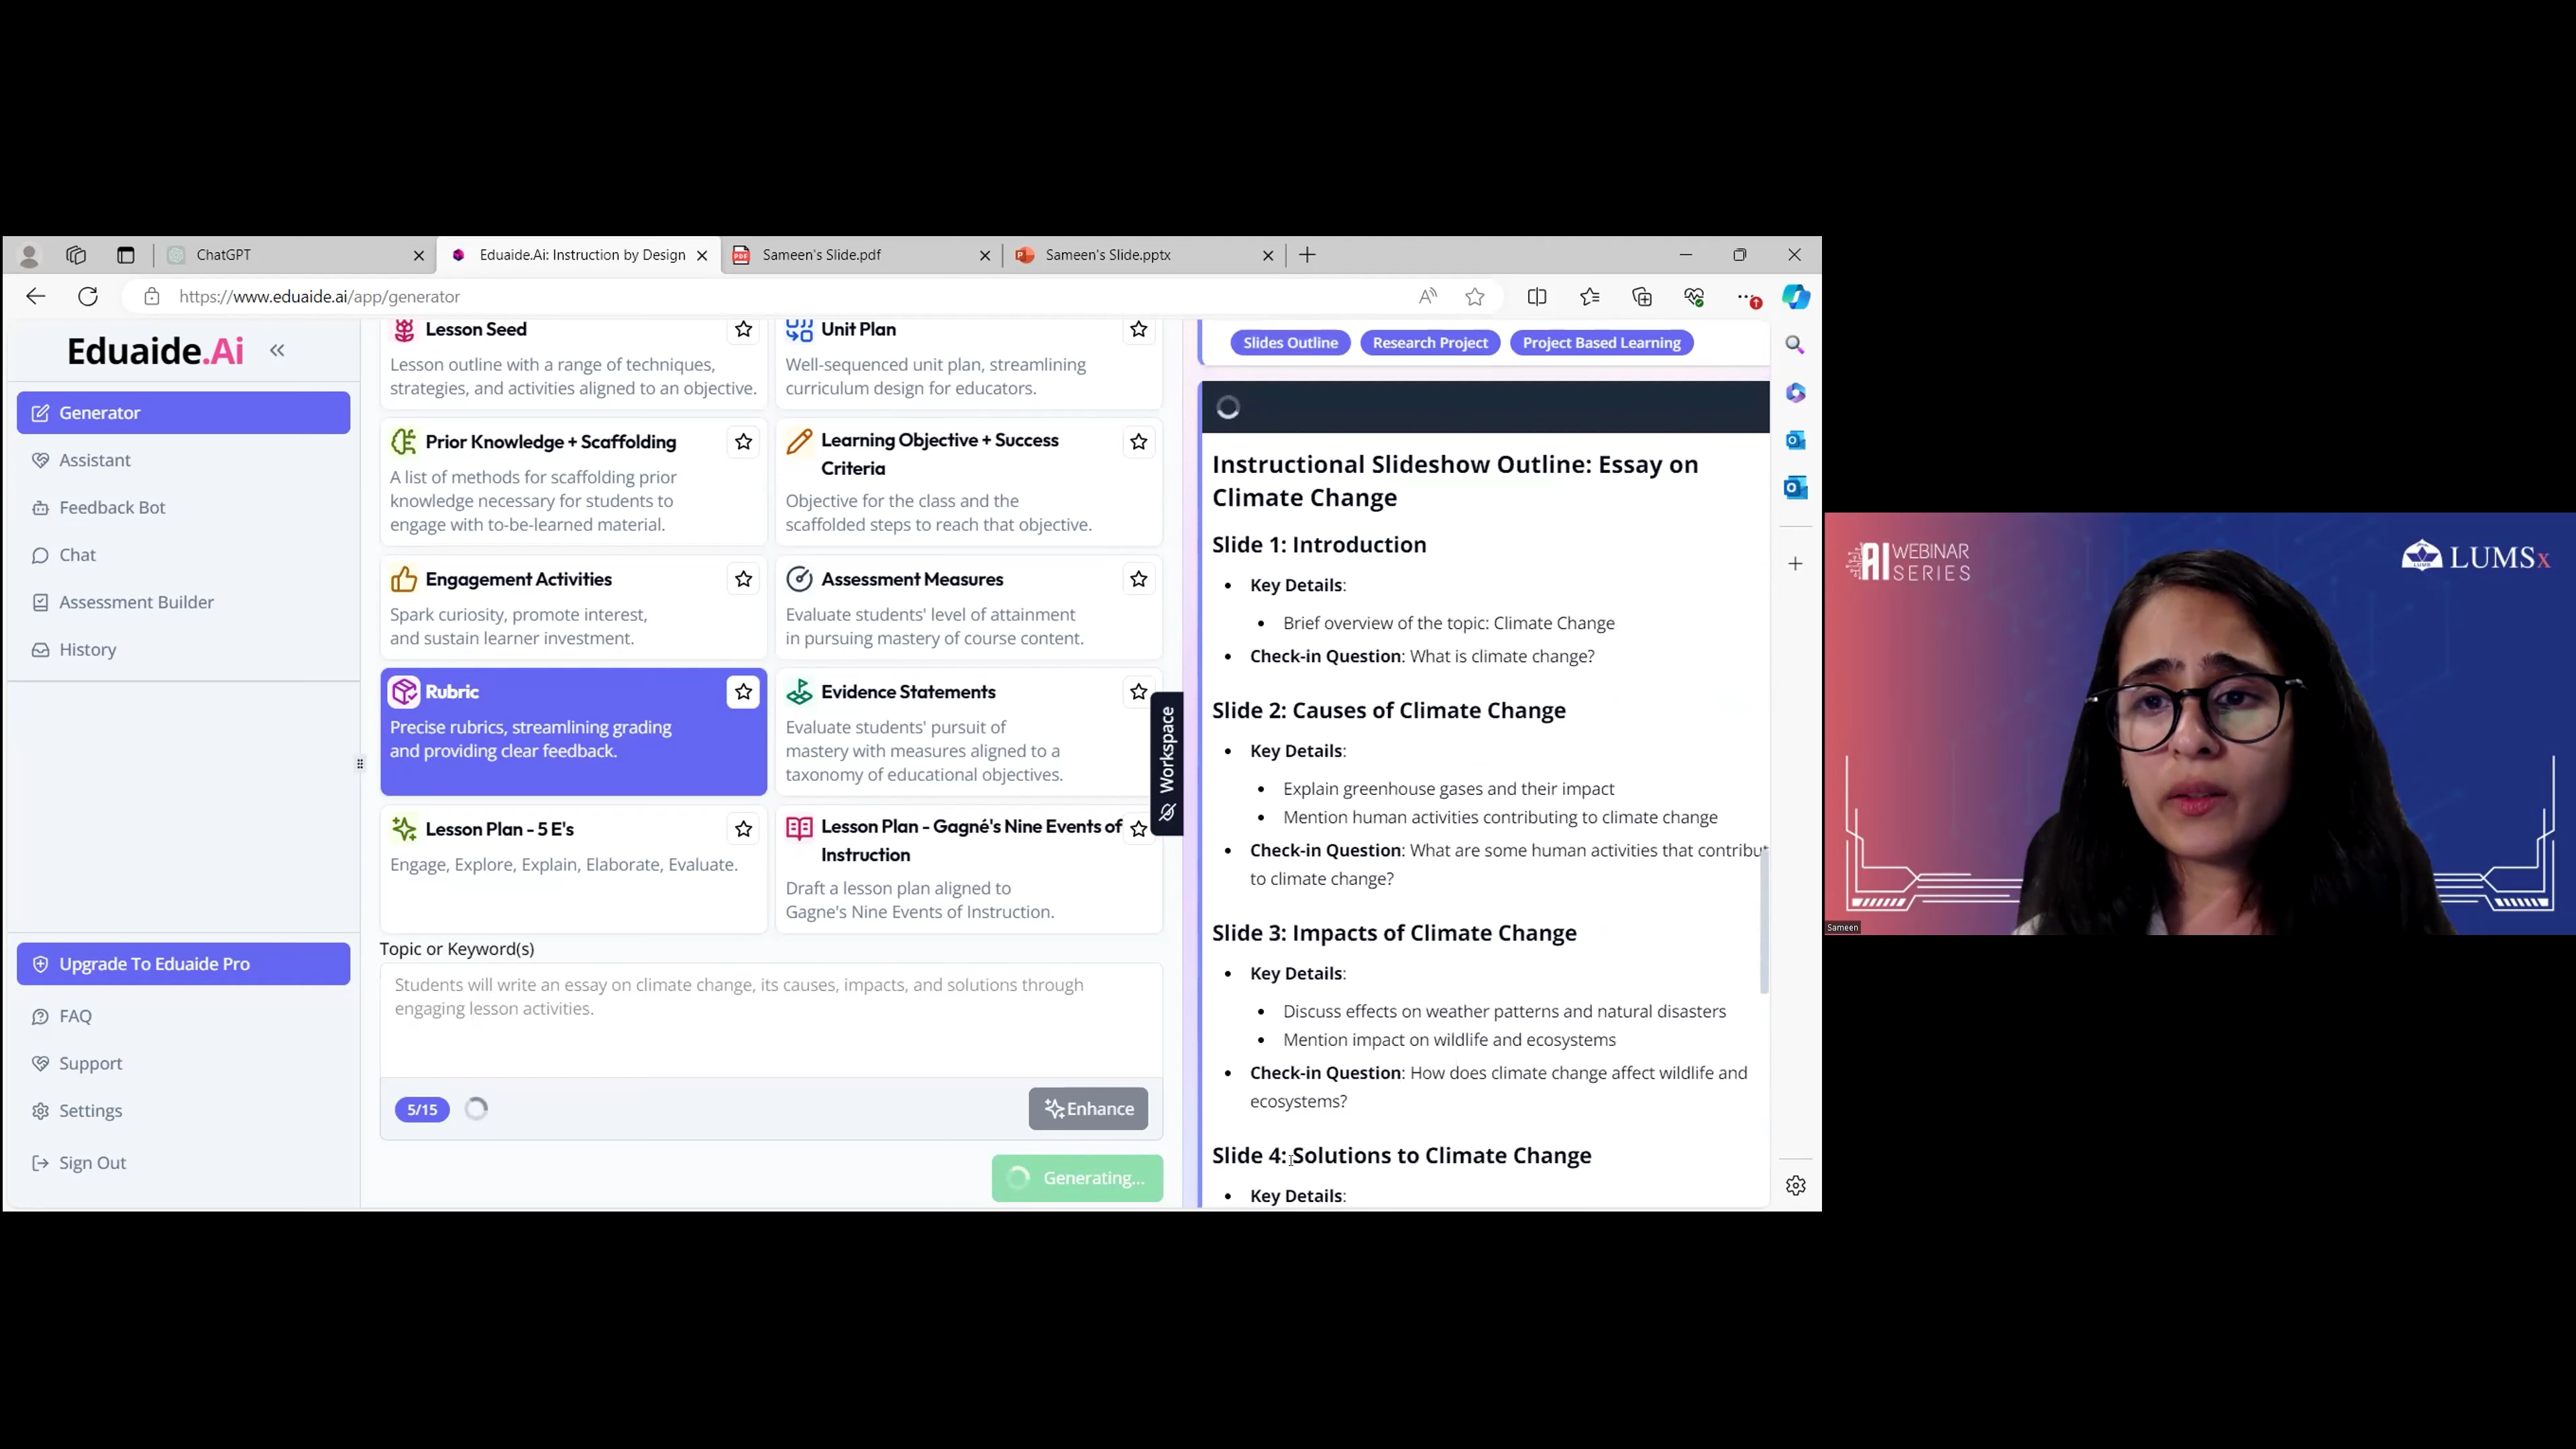 ChatGPT
Eduaide.Ai: Instruction by Design
Sameen's Slide.pdf
Sameen's Slide.pptx
https://www.eduaide.ai/app/generator
Eduaide.Ai
Generator
Assistant
Feedback Bot
Chat
Assessment Builder
History
Upgrade To Eduaide Pro
FAQ
Support
Settings
Sign Out
Lesson Seed
Lesson outline with a range of techniques,
strategies, and activities aligned to an objective.
Unit Plan
Well-sequenced unit plan, streamlining
curriculum design for educators.
Prior Knowledge + Scaffolding
A list of methods for scaffolding prior
knowledge necessary for students to
engage with to-be-learned material.
Learning Objective + Success
Criteria
Objective for the class and the
scaffolded steps to reach that objective.
Engagement Activities
Spark curiosity, promote interest,
and sustain learner investment.
Assessment Measures
Evaluate students' level of attainment
in pursuing mastery of course content.
Rubric
Precise rubrics, streamlining grading
and providing clear feedback.
Evidence Statements
Evaluate students' pursuit of
mastery with measures aligned to a
taxonomy of educational objectives.
Lesson Plan - 5 E's
Engage, Explore, Explain, Elaborate, Evaluate.
Lesson Plan - Gagné's Nine Events of
Instruction
Draft a lesson plan aligned to
Gagne's Nine Events of Instruction.
Topic or Keyword(s)
Students will write an essay on climate change, its causes, impacts, and solutions through
engaging lesson activities.
5/15
Enhance
Generating...
Workspace
Slides Outline
Research Project
Project Based Learning
Instructional Slideshow Outline: Essay on
Climate Change
Slide 1: Introduction
Key Details:
Brief overview of the topic: Climate Change
Check-in Question: What is climate change?
Slide 2: Causes of Climate Change
Key Details:
Explain greenhouse gases and their impact
Mention human activities contributing to climate change
Check-in Question: What are some human activities that contribut
to climate change?
Slide 3: Impacts of Climate Change
Key Details:
Discuss effects on weather patterns and natural disasters
Mention impact on wildlife and ecosystems
Check-in Question: How does climate change affect wildlife and
ecosystems?
Slide 4: Solutions to Climate Change
Key Details:
AI WEBINAR
SERIES
LUMSx
Sameen